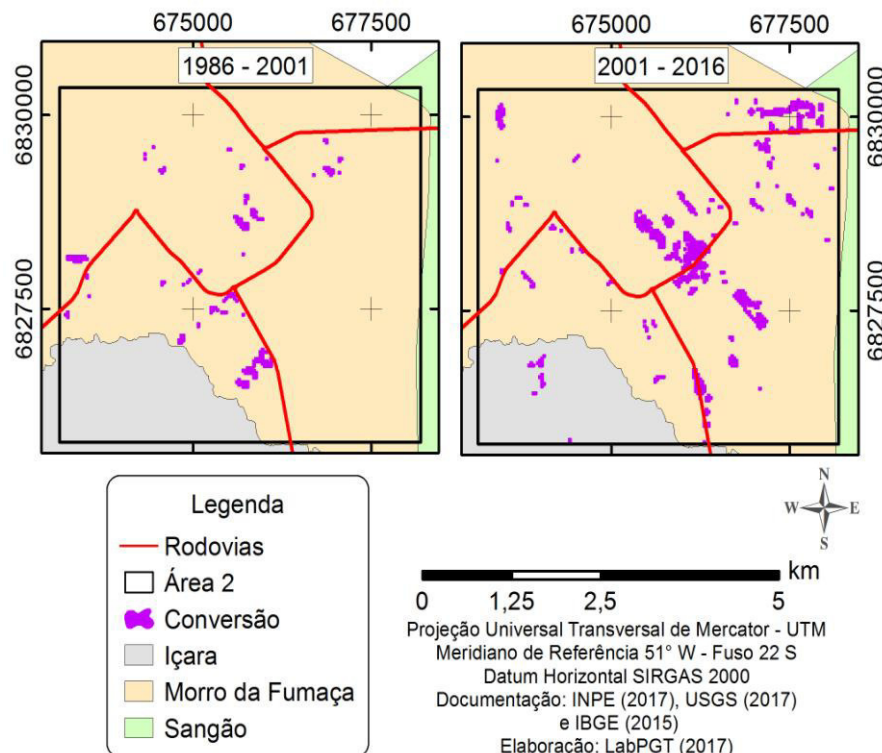 675000 677500
1986 - 2001
6830000
6827500
675000 677500
2001 - 2016
6830000
6827500
Legenda
Rodovias
Área 2
Conversão
Içara
Morro da Fumaça
Sangão
N
W E
S
km
0 1,25 2,5 5
Projeção Universal Transversal de Mercator - UTM
Meridiano de Referência 51° W - Fuso 22 S
Datum Horizontal SIRGAS 2000
Documentação: INPE (2017), USGS (2017)
e IBGE (2015)
Elaboração: LabPGT (2017)